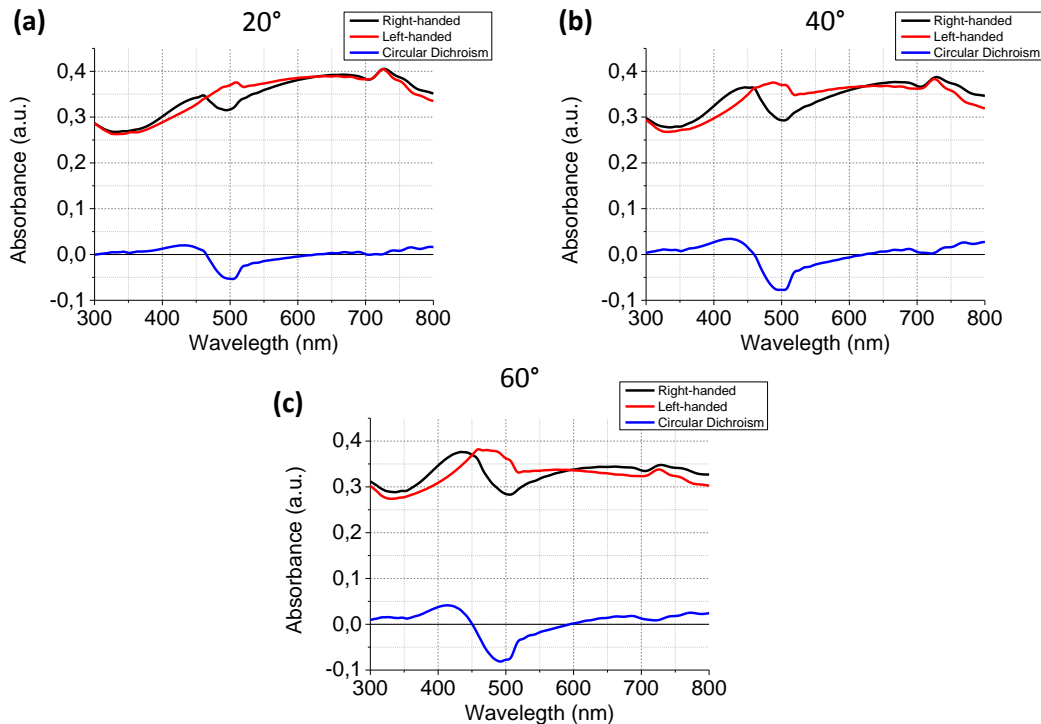 (a)
20°
Right-handed
Left-handed
Circular Dichroism
0,4
0,3
0,2
0,1
0,0
-0,1
Absorbance (a.u.)
300 400 500 600 700 800
Wavelegth (nm)
(b)
40°
Right-handed
Left-handed
Circular Dichroism
0,4
0,3
0,2
0,1
0,0
-0,1
Absorbance (a.u.)
300 400 500 600 700 800
Wavelegth (nm)
(c)
60°
Right-handed
Left-handed
Circular Dichroism
0,4
0,3
0,2
0,1
0,0
-0,1
Absorbance (a.u.)
300 400 500 600 700 800
Wavelegth (nm)